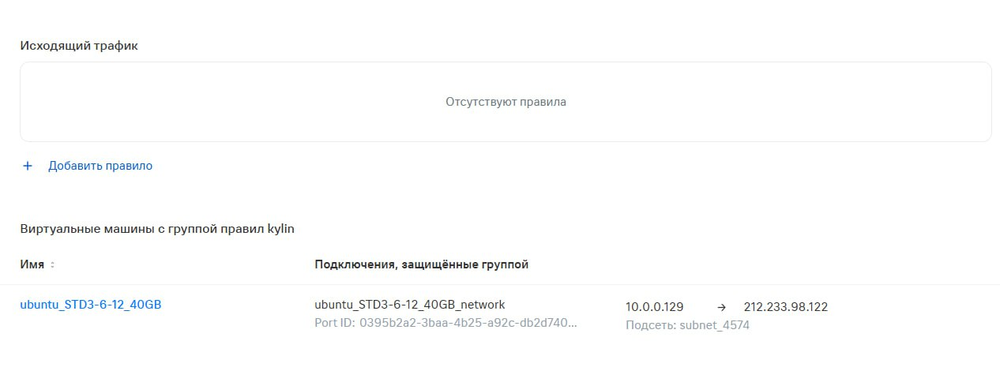 Исходящий трафик
Отсутствуют правила
+ Добавить правило
Виртуальные машины с группой правил kylin
Имя Подключения, защищённые группой
ubuntu_STD3-6-12_40GB ubuntu_STD3-6-12_40GB_network 10.0.0.129 → 212.233.98.122
Port ID: 0395b2a2-3baa-4b25-a92c-db2d740... Подсеть: subnet_4574